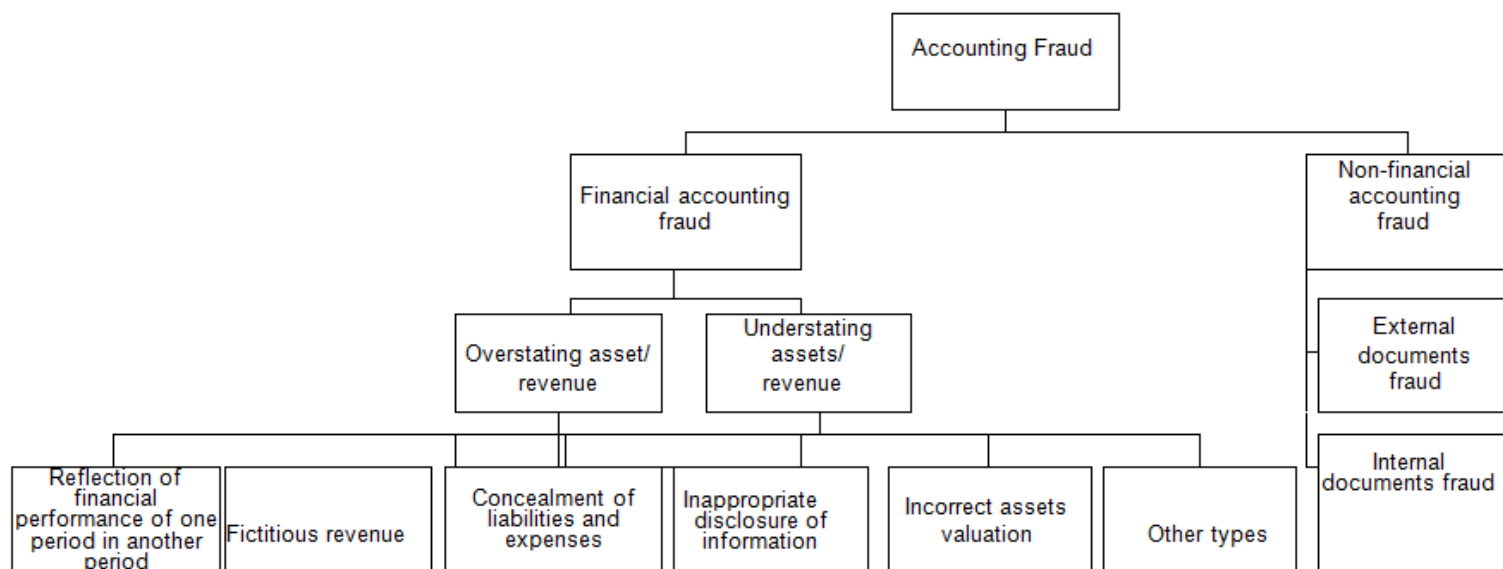 Accounting Fraud
Financial accounting
fraud
Non-financial
accounting
fraud
Overstating asset/
revenue
Understating
assets/
revenue
External
documents
fraud
Reflection of
financial
performance of one
period in another
period
Fictitious revenue
Concealment of
liabilities and
expenses
Inappropriate
disclosure of
information
Incorrect assets
valuation
Other types
Internal
documents fraud